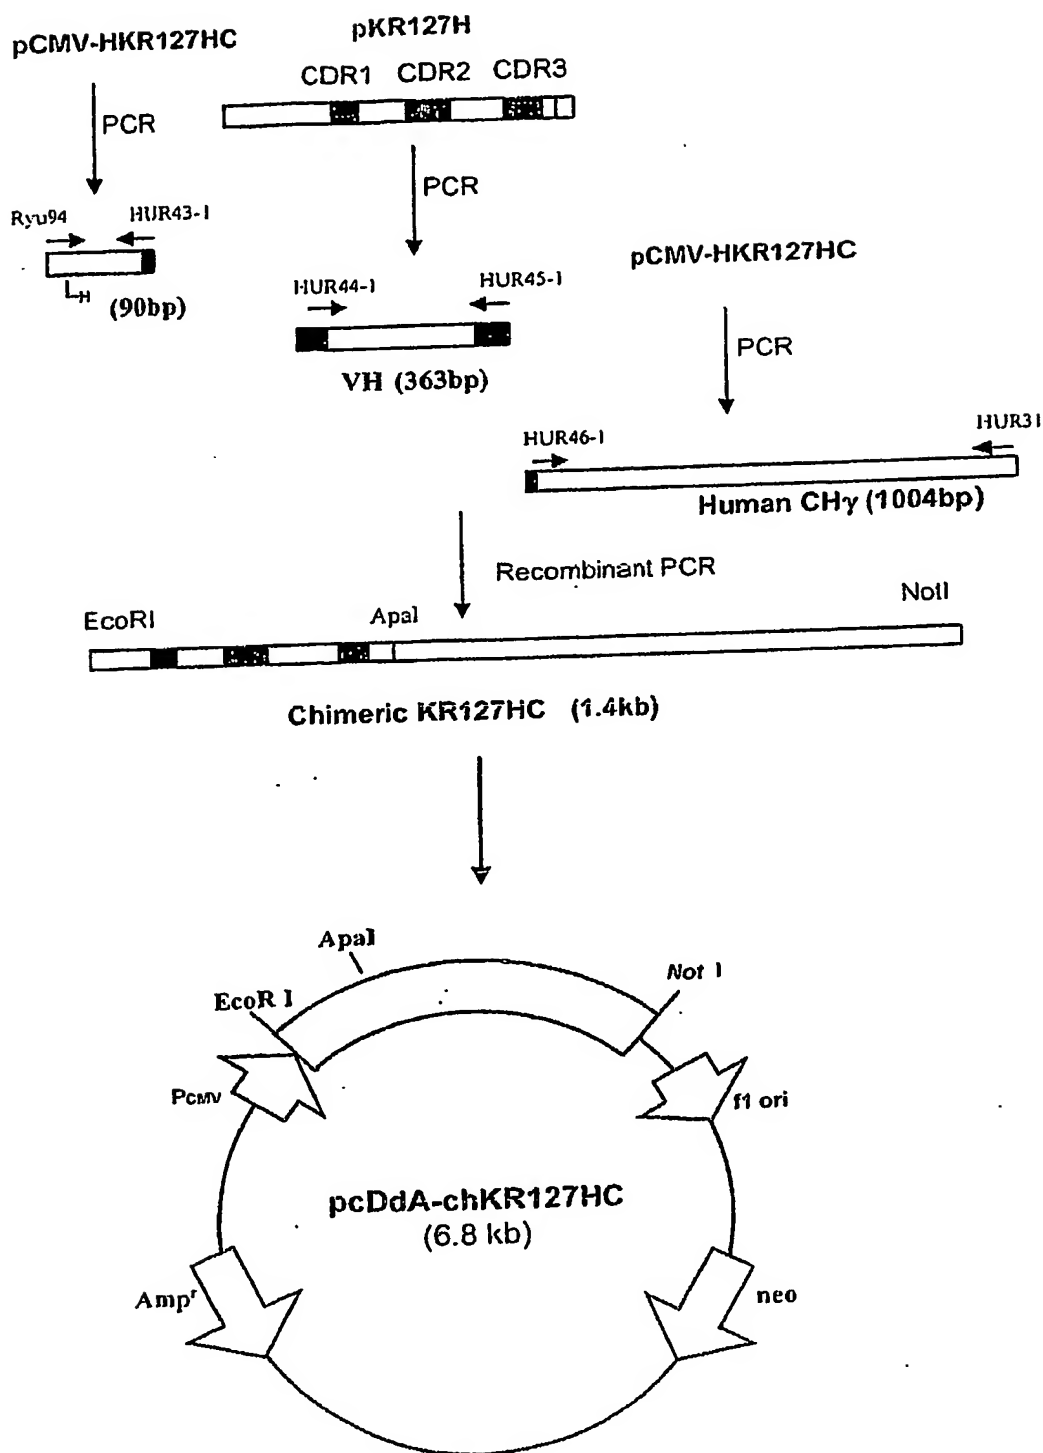 pCMV-HKR127HC
pKR127H
CDR1 CDR2 CDR3
PCR
PCR
Ryu94 HUR43-1
H
(90bp)
HUR44-1 HUR45-1
VH (363bp)
pCMV-HKR127HC
PCR
HUR46-1 HUR31
Human CHγ (1004bp)
Recombinant PCR
EcoRI ApaI NotI
Chimeric KR127HC (1.4kb)
ApaI
EcoR I
Not I
PCMV
f1 ori
pcDdA-chKR127HC
(6.8 kb)
Ampr
neo